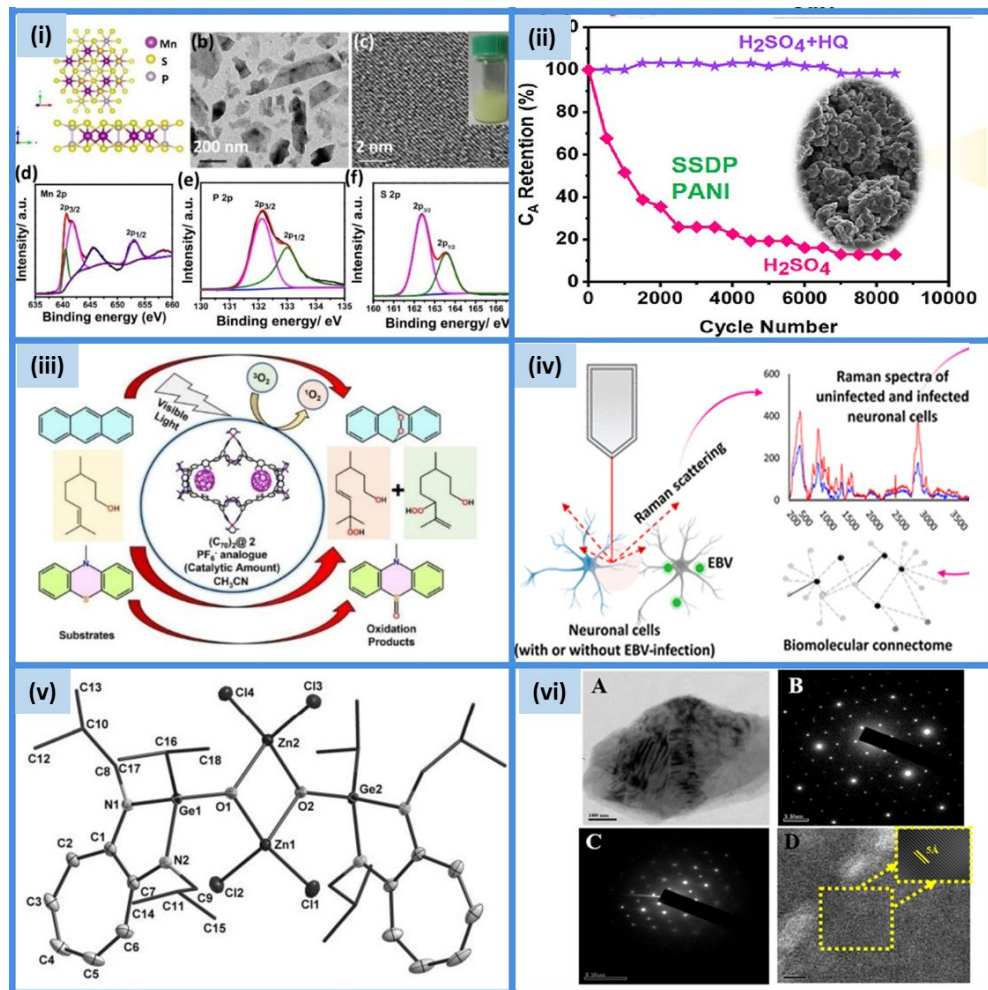 (i)
Mn
S
P
(b)
200 nm
(c)
2 nm
(d)
Mn 2p
2p3/2
2p1/2
Intensity/ a.u.
635 640 645 650 655 660
Binding energy (eV)
(e)
P 2p
2p3/2
2p1/2
Intensity/ a.u.
130 131 132 133 134 135
Binding energy/ eV
(f)
S 2p
2p3/2
2p1/2
Intensity/ a.u.
160 161 162 163 164 165 166
Binding energy/ eV
(ii)
CA Retention (%)
100
80
60
40
20
0
H2SO4+HQ
SSDP
PANI
H2SO4
0 2000 4000 6000 8000 10000
Cycle Number
(iii)
Visible
Light
3O2
1O2
OH
(C70)2@ 2
PF6- analogue
(Catalytic Amount)
CH3CN
O
O
OH
OOH
+
OH
HOO
N
S
N
S
O
Substrates
Oxidation
Products
(iv)
Raman scattering
EBV
Neuronal cells
(with or without EBV-infection)
Raman spectra of
uninfected and infected
neuronal cells
600
400
200
0
200 500 1000 1500 2000 2500 3000 3500
Biomolecular connectome
(v)
C13
C10
C12
C16
C8
C17
C18
N1
Ge1
C2
C1
N2
C3
C7
C9
C14
C11
C15
C4
C5
C6
Cl4
Cl3
Zn2
O1
O2
Ge2
Zn1
Cl2
Cl1
(vi)
A
100 nm
B
C
D
5Å